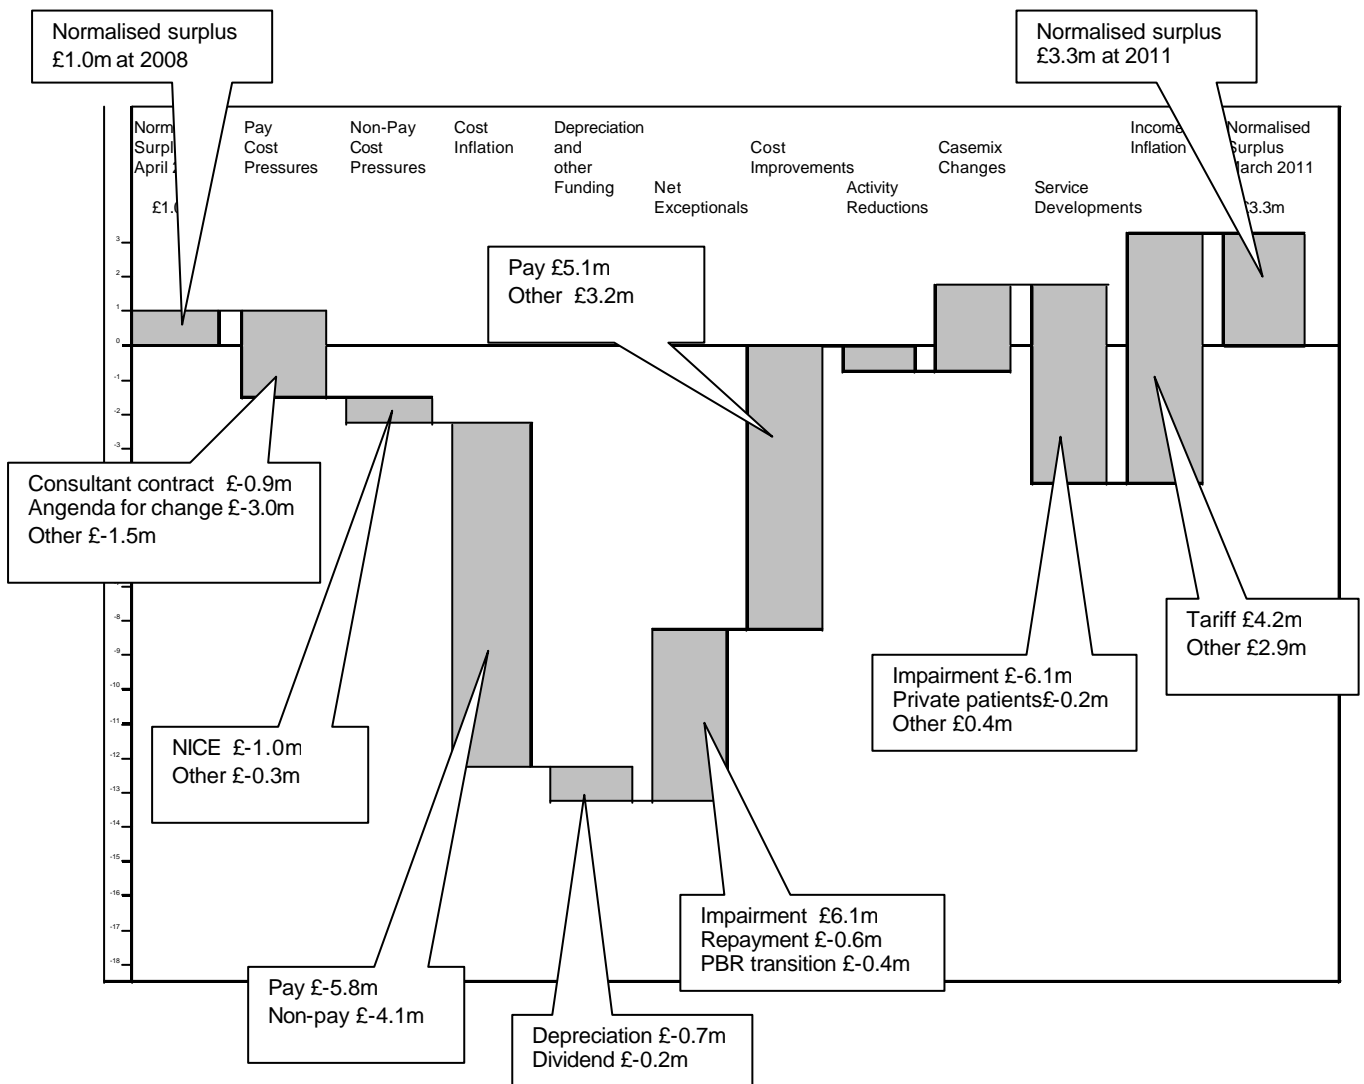 Normalised surplus
£1.0m at 2008
Normalised surplus
£3.3m at 2011
Norm
Surpl
April 2
£1.0
Pay
Cost
Pressures
Non-Pay
Cost
Pressures
Cost
Inflation
Depreciation
and
other
Funding
Net
Exceptionals
Cost
Improvements
Activity
Reductions
Casemix
Changes
Service
Developments
Income
Inflation
Normalised
Surplus
March 2011
£3.3m
3
2
1
0
-1
-2
-3
-8
-9
-10
-11
-12
-13
-14
-15
-16
-17
-18
Pay £5.1m
Other £3.2m
Consultant contract £-0.9m
Angenda for change £-3.0m
Other £-1.5m
NICE £-1.0m
Other £-0.3m
Pay £-5.8m
Non-pay £-4.1m
Depreciation £-0.7m
Dividend £-0.2m
Impairment £6.1m
Repayment £-0.6m
PBR transition £-0.4m
Impairment £-6.1m
Private patients£-0.2m
Other £0.4m
Tariff £4.2m
Other £2.9m